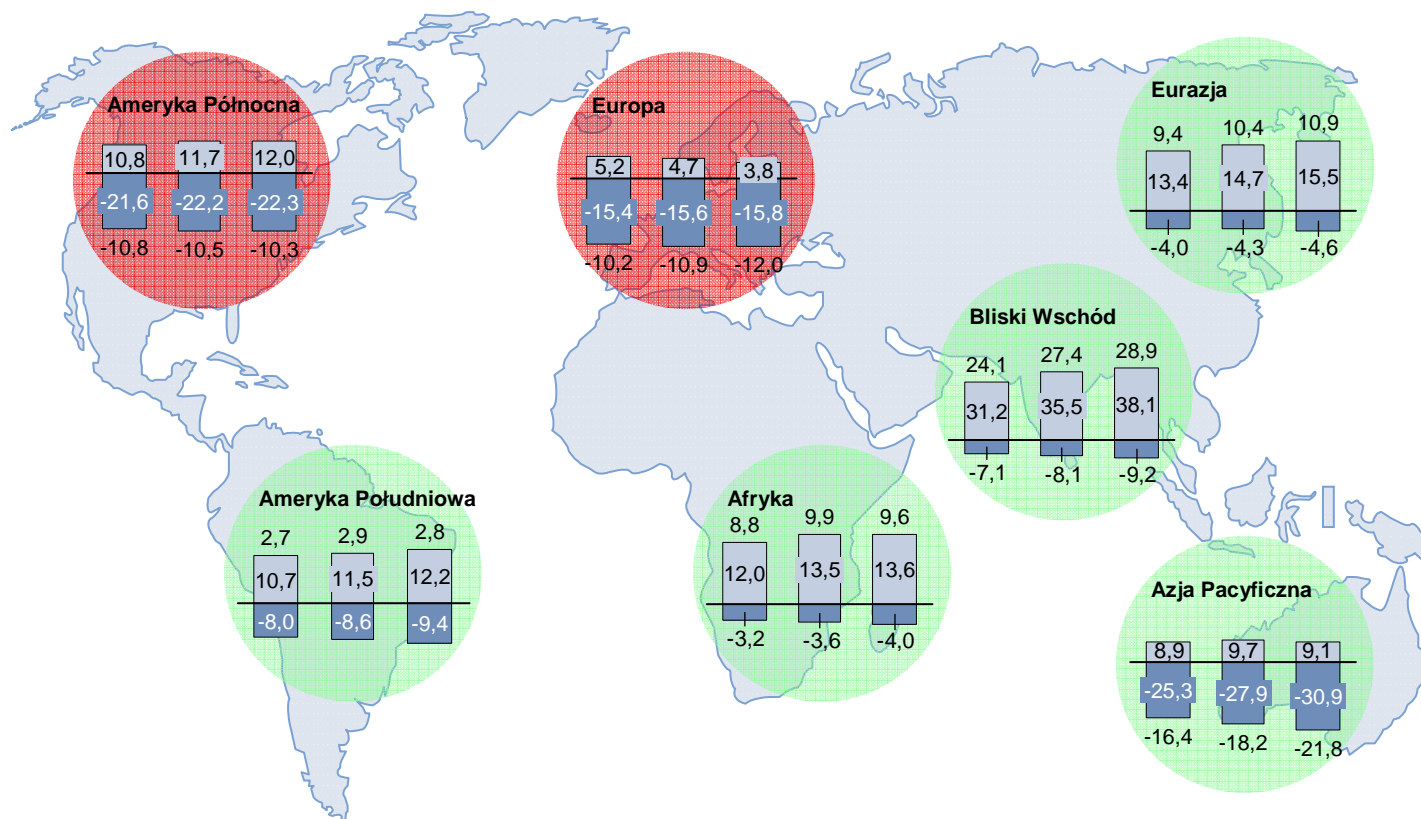 Ameryka Północna
10,8 11,7 12,0
-21,6 -22,2 -22,3
-10,8 -10,5 -10,3
Europa
5,2 4,7 3,8
-15,4 -15,6 -15,8
-10,2 -10,9 -12,0
Eurazja
9,4 10,4 10,9
13,4 14,7 15,5
-4,0 -4,3 -4,6
Bliski Wschód
24,1 27,4 28,9
31,2 35,5 38,1
-7,1 -8,1 -9,2
Ameryka Południowa
2,7 2,9 2,8
10,7 11,5 12,2
-8,0 -8,6 -9,4
Afryka
8,8 9,9 9,6
12,0 13,5 13,6
-3,2 -3,6 -4,0
Azja Pacyficzna
8,9 9,7 9,1
-25,3 -27,9 -30,9
-16,4 -18,2 -21,8